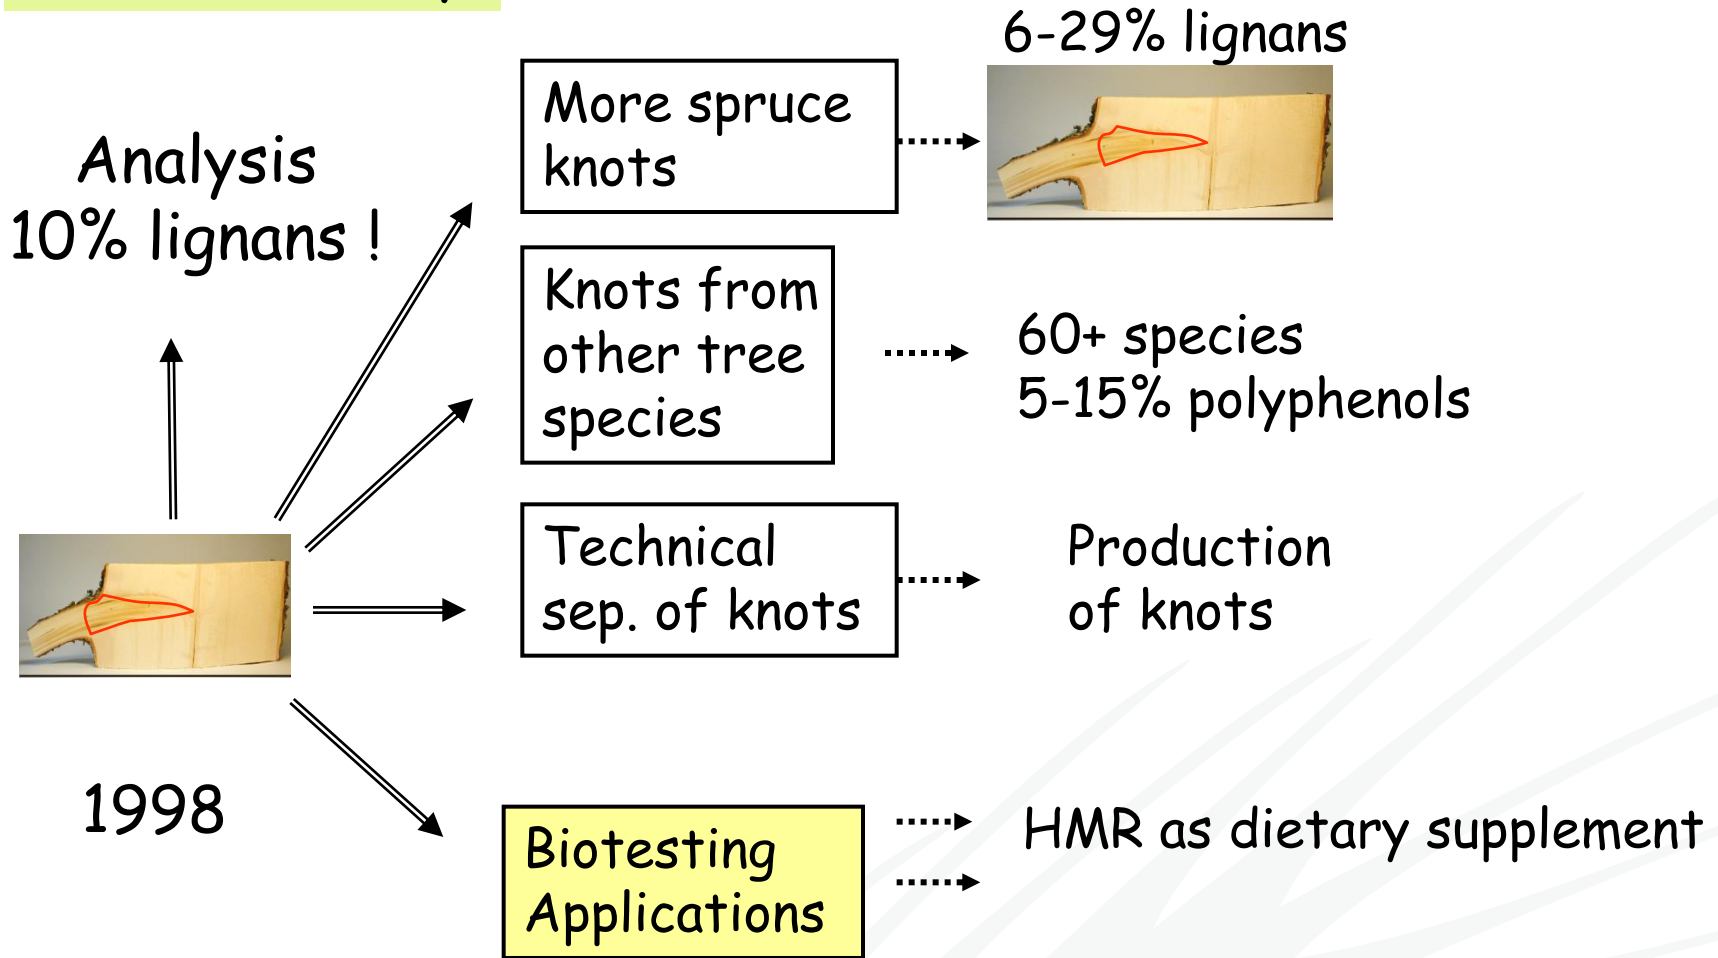 Analysis
10% lignans !
1998
More spruce
knots
6-29% lignans
Knots from
other tree
species
60+ species
5-15% polyphenols
Technical
sep. of knots
Production
of knots
Biotesting
Applications
HMR as dietary supplement